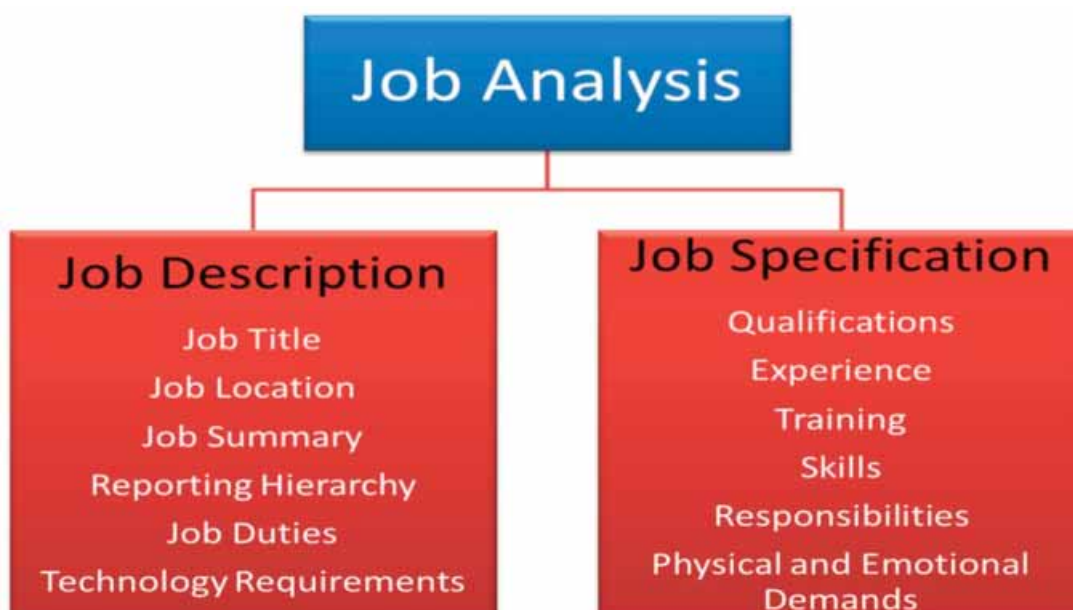 Job Analysis
Job Description
Job Title
Job Location
Job Summary
Reporting Hierarchy
Job Duties
Technology Requirements
Job Specification
Qualifications
Experience
Training
Skills
Responsibilities
Physical and Emotional
Demands